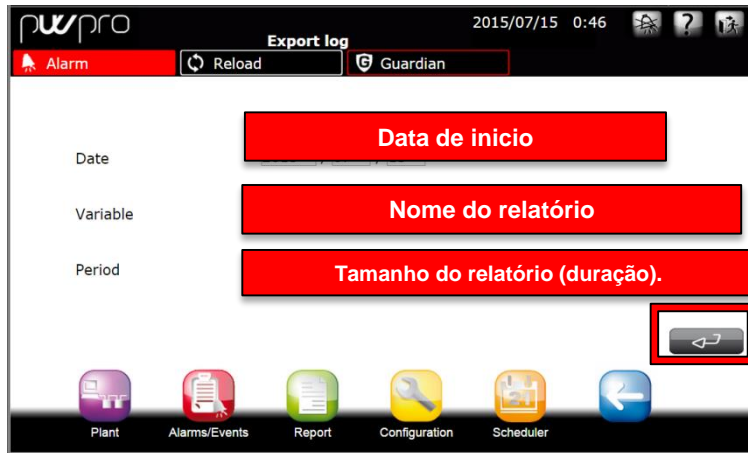 pwpro
2015/07/15 0:46
?
Export log
Alarm
Reload
G Guardian
Date
Data de inicio
Variable
Nome do relatório
Period
Tamanho do relatório (duração).
Plant
Alarms/Events
Report
Configuration
Scheduler